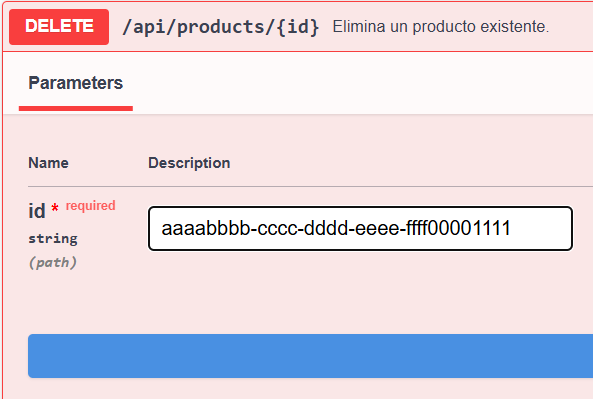 DELETE /api/products/{id} Elimina un producto existente.
Parameters
Name Description
id * required
string
(path)
aaaabbbb-cccc-dddd-eeee-ffff00001111